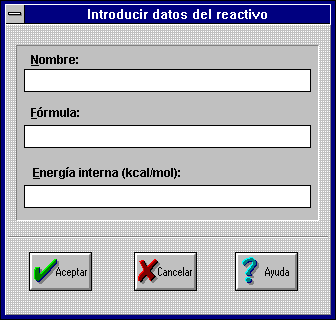 Introducir datos del reactivo
Nombre:
Fórmula:
Energía interna (kcal/mol):
Aceptar Cancelar Ayuda